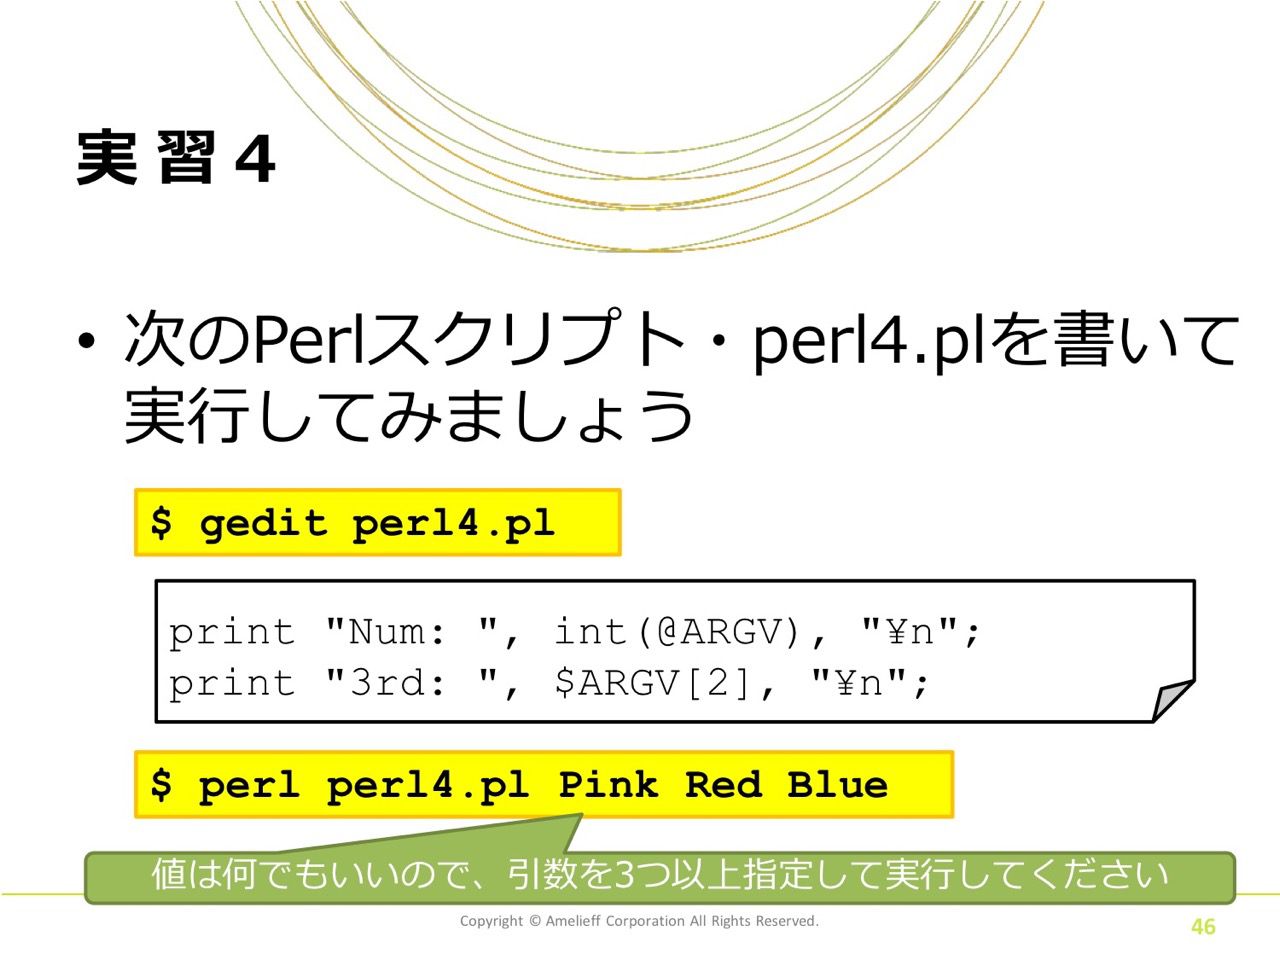 実習４
• 次のPerlスクリプト・perl4.plを書いて
実行してみましょう
$ gedit perl4.pl
print "Num: ", int(@ARGV), "¥n";
print "3rd: ", $ARGV[2], "¥n";
$ perl perl4.pl Pink Red Blue
値は何でもいいので、引数を3つ以上指定して実行してください
Copyright © Amelieff Corporation All Rights Reserved.
46